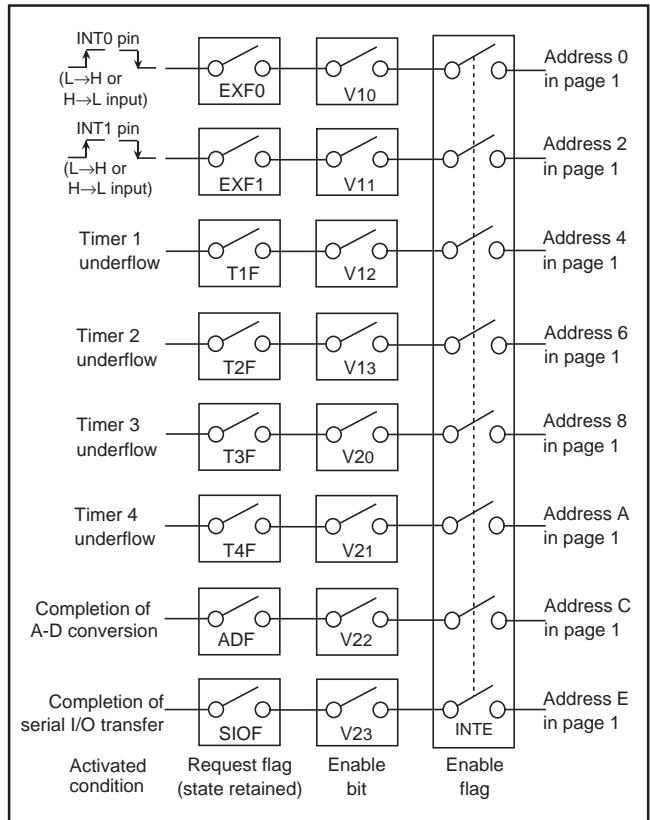 INT0 pin
(L→H or
H→L input)
EXF0
V10
Address 0
in page 1
INT1 pin
(L→H or
H→L input)
EXF1
V11
Address 2
in page 1
Timer 1
underflow
T1F
V12
Address 4
in page 1
Timer 2
underflow
T2F
V13
Address 6
in page 1
Timer 3
underflow
T3F
V20
Address 8
in page 1
Timer 4
underflow
T4F
V21
Address A
in page 1
Completion of
A-D conversion
ADF
V22
Address C
in page 1
Completion of
serial I/O transfer
SIOF
V23
INTE
Address E
in page 1
Activated
condition
Request flag
(state retained)
Enable
bit
Enable
flag